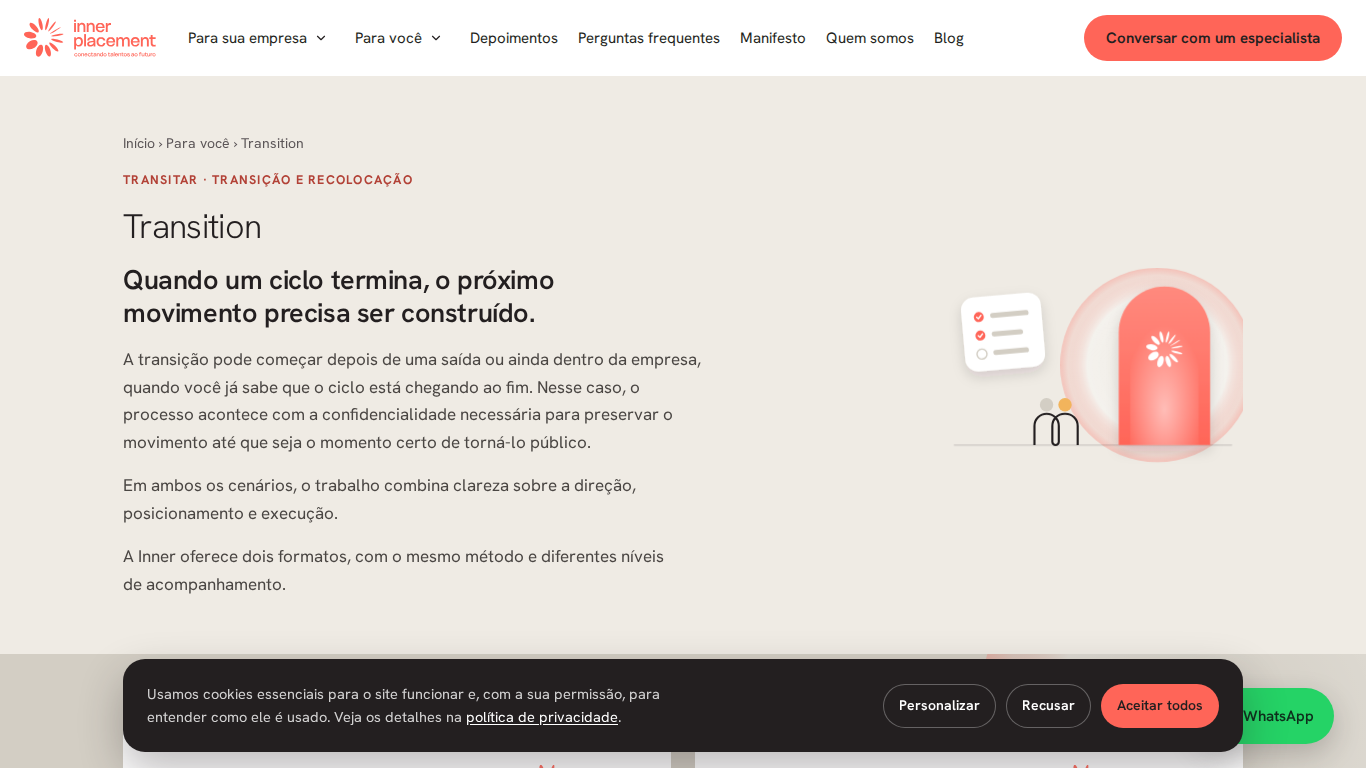 inner
placement
conectando talentos ao futuro
Para sua empresa
Para você
Depoimentos
Perguntas frequentes
Manifesto
Quem somos
Blog
Conversar com um especialista
Início › Para você › Transition
TRANSITAR · TRANSIÇÃO E RECOLOCAÇÃO
Transition
Quando um ciclo termina, o próximo
movimento precisa ser construído.
A transição pode começar depois de uma saída ou ainda dentro da empresa,
quando você já sabe que o ciclo está chegando ao fim. Nesse caso, o
processo acontece com a confidencialidade necessária para preservar o
movimento até que seja o momento certo de torná-lo público.
Em ambos os cenários, o trabalho combina clareza sobre a direção,
posicionamento e execução.
A Inner oferece dois formatos, com o mesmo método e diferentes níveis
de acompanhamento.
Usamos cookies essenciais para o site funcionar e, com a sua permissão, para
entender como ele é usado. Veja os detalhes na política de privacidade.
Personalizar
Recusar
Aceitar todos
WhatsApp